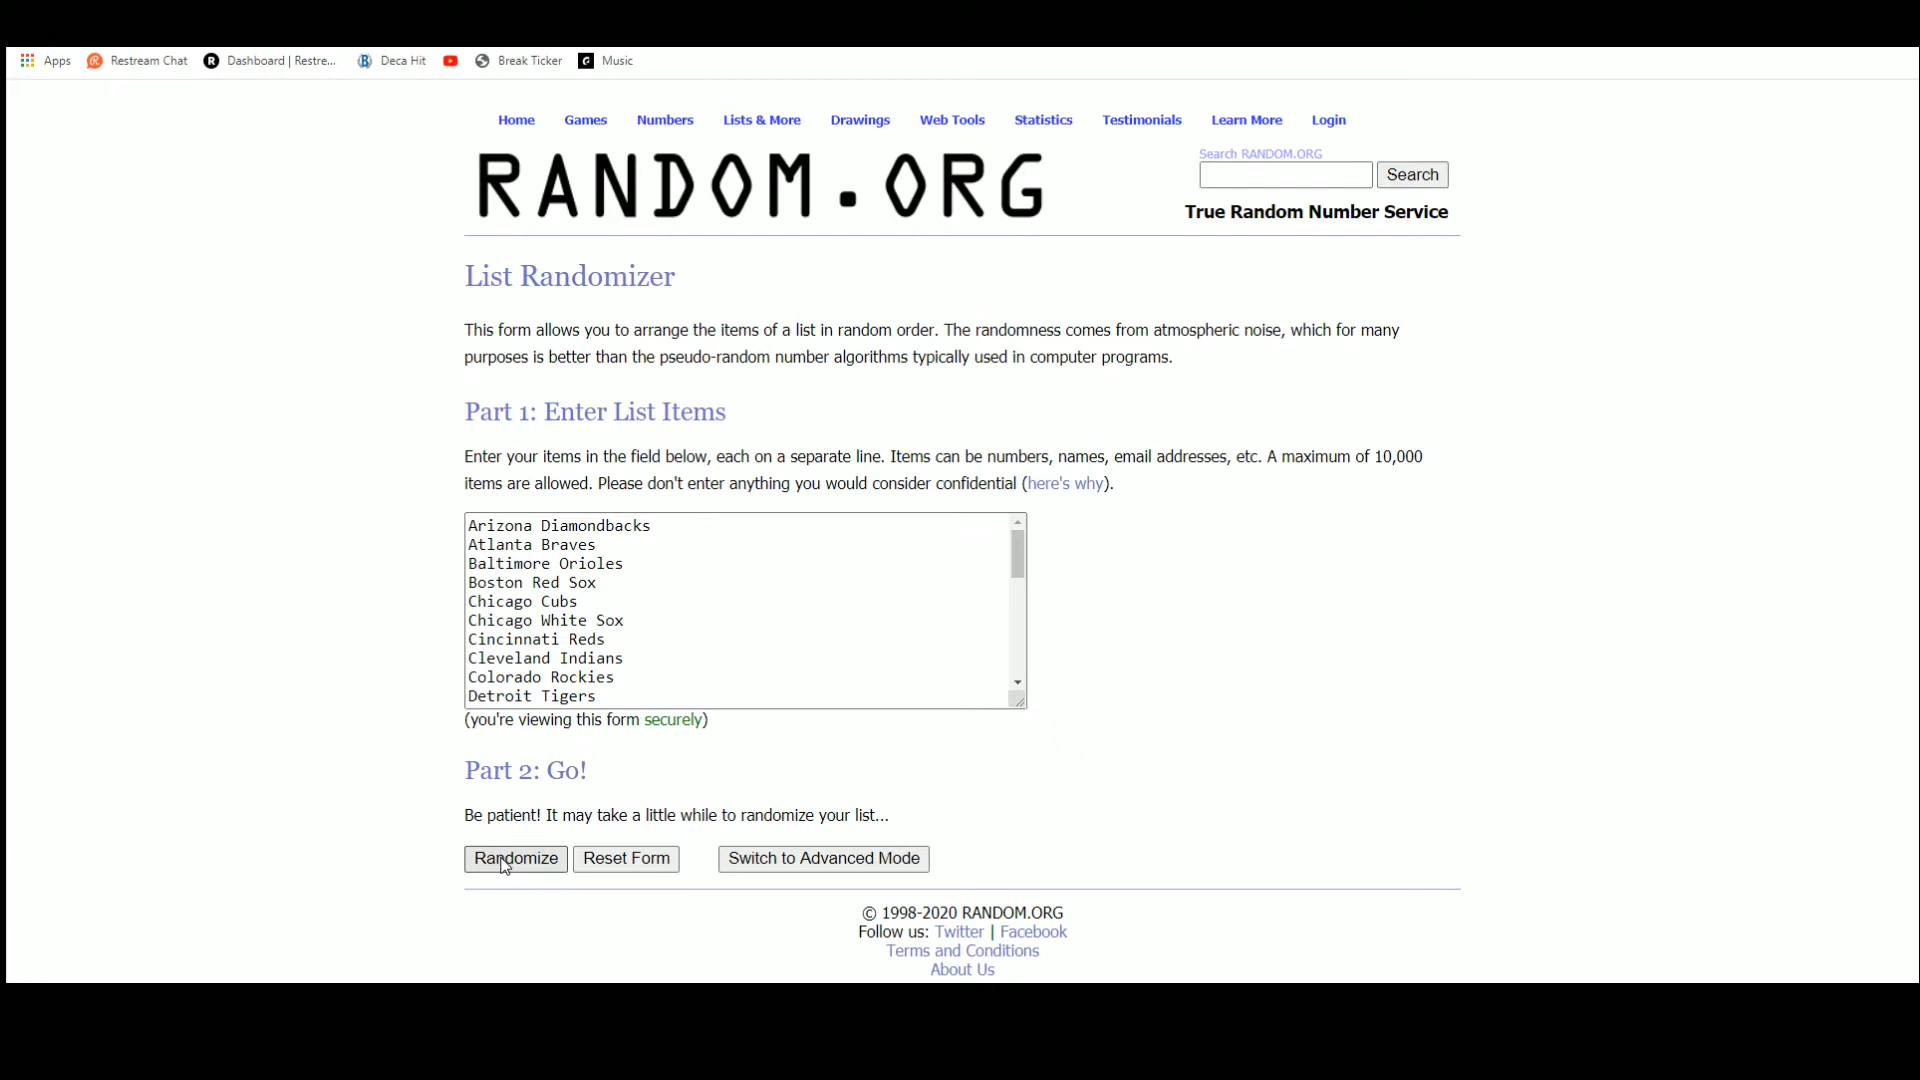 Apps Restream Chat Dashboard | Restre... Deca Hit Break Ticker Music
Home Games Numbers Lists & More Drawings Web Tools Statistics Testimonials Learn More Login
RANDOM.ORG
Search RANDOM.ORG
Search
True Random Number Service
List Randomizer
This form allows you to arrange the items of a list in random order. The randomness comes from atmospheric noise, which for many
purposes is better than the pseudo-random number algorithms typically used in computer programs.
Part 1: Enter List Items
Enter your items in the field below, each on a separate line. Items can be numbers, names, email addresses, etc. A maximum of 10,000
items are allowed. Please don't enter anything you would consider confidential (here's why).
Arizona Diamondbacks
Atlanta Braves
Baltimore Orioles
Boston Red Sox
Chicago Cubs
Chicago White Sox
Cincinnati Reds
Cleveland Indians
Colorado Rockies
Detroit Tigers
(you're viewing this form securely)
Part 2: Go!
Be patient! It may take a little while to randomize your list...
Randomize Reset Form Switch to Advanced Mode
© 1998-2020 RANDOM.ORG
Follow us: Twitter | Facebook
Terms and Conditions
About Us